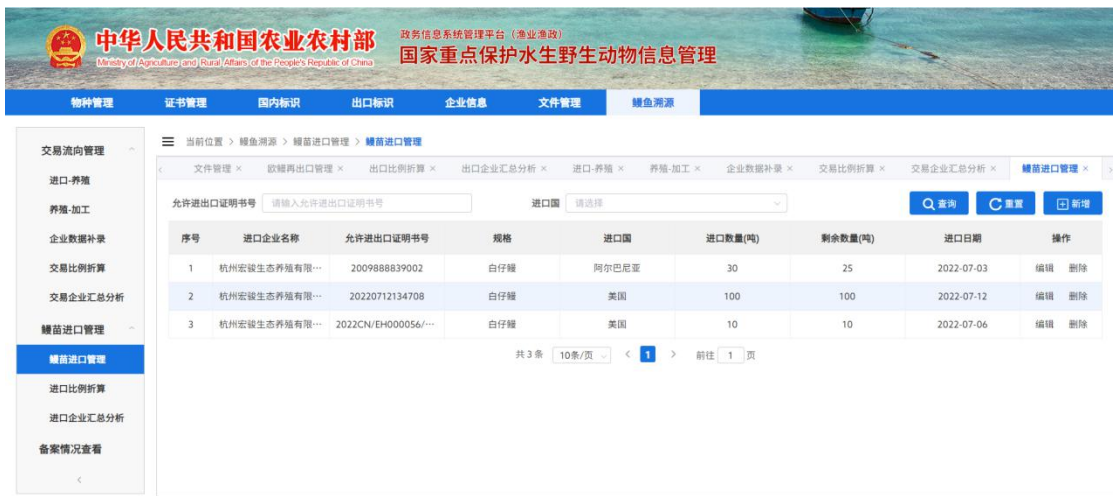 中华人民共和国农业农村部
Ministry of Agriculture and Rural Affairs of the People's Republic of China
政务信息系统管理平台（渔业渔政）
国家重点保护水生野生动物信息管理
物种管理 证书管理 国内标识 出口标识 企业信息 文件管理 鳗鱼溯源
交易流向管理
进口-养殖
养殖-加工
企业数据补录
交易比例折算
交易企业汇总分析
鳗苗进口管理
鳗苗进口管理
进口比例折算
进口企业汇总分析
备案情况查看
当前位置 > 鳗鱼溯源 > 鳗苗进口管理 > 鳗苗进口管理
文件管理 × 欧鳗再出口管理 × 出口比例折算 × 出口企业汇总分析 × 进口-养殖 × 养殖-加工 × 企业数据补录 × 交易比例折算 × 交易企业汇总分析 × 鳗苗进口管理 ×
允许进出口证明书号 请输入允许进出口证明书号 进口国 请选择 查询 重置 新增
序号 进口企业名称 允许进出口证明书号 规格 进口国 进口数量(吨) 剩余数量(吨) 进口日期 操作
1 杭州宏骏生态养殖有限… 2009888839002 白仔鳗 阿尔巴尼亚 30 25 2022-07-03 编辑 删除
2 杭州宏骏生态养殖有限… 20220712134708 白仔鳗 美国 100 100 2022-07-12 编辑 删除
3 杭州宏骏生态养殖有限… 2022CN/EH000056/… 白仔鳗 美国 10 10 2022-07-06 编辑 删除
共 3 条 10条/页 < 1 > 前往 1 页